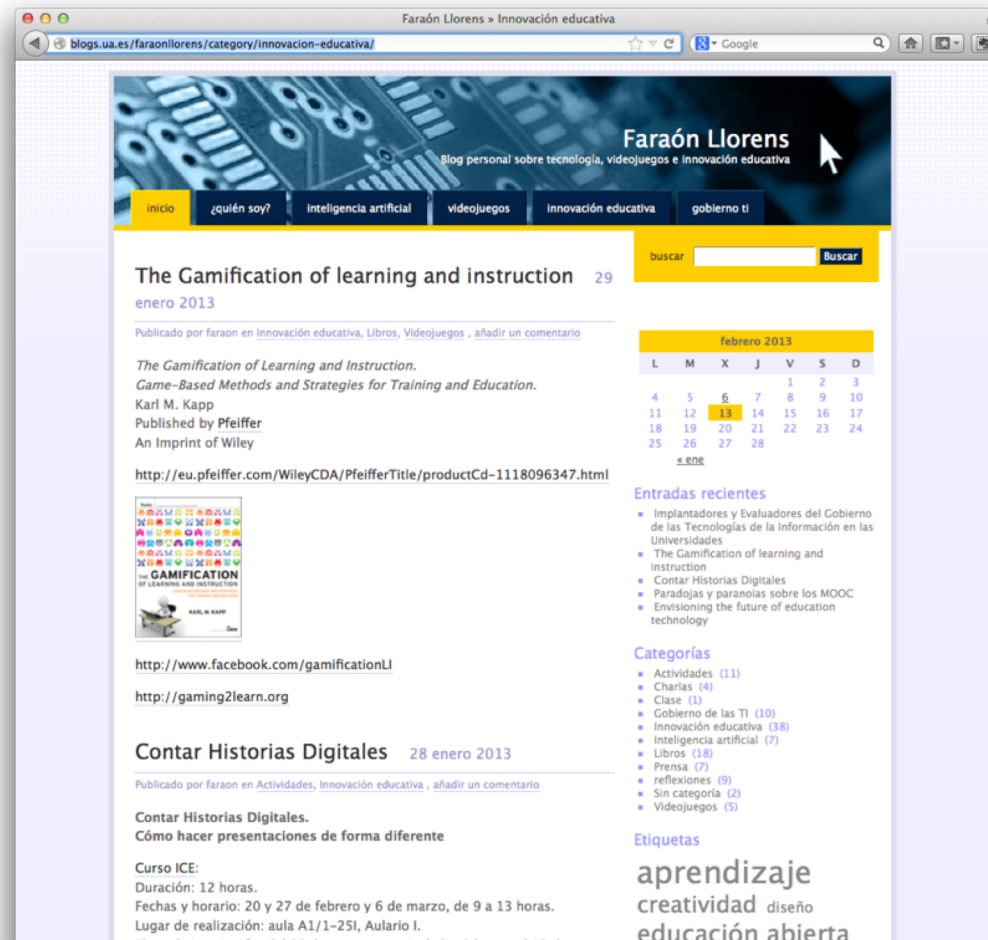 Faraón Llorens » Innovación educativa
blogs.ua.es/faraonllorens/category/innovacion-educativa/
Google
Faraón Llorens
Blog personal sobre tecnología, videojuegos e innovación educativa
inicio
¿quién soy?
inteligencia artificial
videojuegos
innovación educativa
gobierno ti
The Gamification of learning and instruction 29
enero 2013
Publicado por faraon en Innovación educativa, Libros, Videojuegos , añadir un comentario
The Gamification of Learning and Instruction.
Game-Based Methods and Strategies for Training and Education.
Karl M. Kapp
Published by Pfeiffer
An Imprint of Wiley
http://eu.pfeiffer.com/WileyCDA/PfeifferTitle/productCd-1118096347.html
THE GAMIFICATION
OF LEARNING AND INSTRUCTION
KARL M. KAPP
http://www.facebook.com/gamificationLI
http://gaming2learn.org
Contar Historias Digitales 28 enero 2013
Publicado por faraon en Actividades, Innovación educativa , añadir un comentario
Contar Historias Digitales.
Cómo hacer presentaciones de forma diferente
Curso ICE:
Duración: 12 horas.
Fechas y horario: 20 y 27 de febrero y 6 de marzo, de 9 a 13 horas.
Lugar de realización: aula A1/1-25I, Aulario I.
buscar
Buscar
febrero 2013
L M X J V S D
1 2 3
4 5 6 7 8 9 10
11 12 13 14 15 16 17
18 19 20 21 22 23 24
25 26 27 28
« ene
Entradas recientes
Implantadores y Evaluadores del Gobierno
de las Tecnologías de la Información en las
Universidades
The Gamification of learning and
instruction
Contar Historias Digitales
Paradojas y paranoias sobre los MOOC
Envisioning the future of education
technology
Categorías
Actividades (11)
Charlas (4)
Clase (1)
Gobierno de las TI (10)
Innovación educativa (38)
Inteligencia artificial (7)
Libros (18)
Prensa (7)
reflexiones (9)
Sin categoría (2)
Videojuegos (5)
Etiquetas
aprendizaje
creatividad diseño
educación abierta